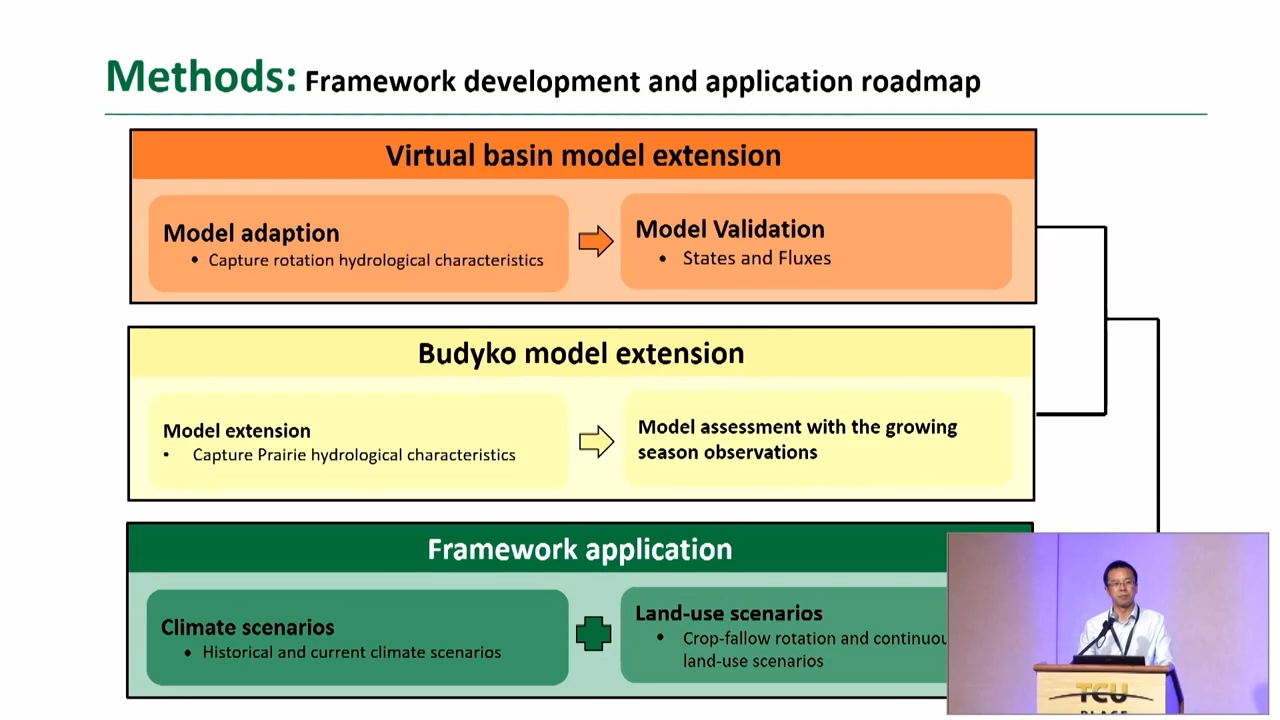 Methods: Framework development and application roadmap
Virtual basin model extension
Model adaption
• Capture rotation hydrological characteristics
Model Validation
• States and Fluxes
Budyko model extension
Model extension
• Capture Prairie hydrological characteristics
Model assessment with the growing
season observations
Framework application
Climate scenarios
• Historical and current climate scenarios
Land-use scenarios
• Crop-fallow rotation and continuou
land-use scenarios
TCU
PLACE